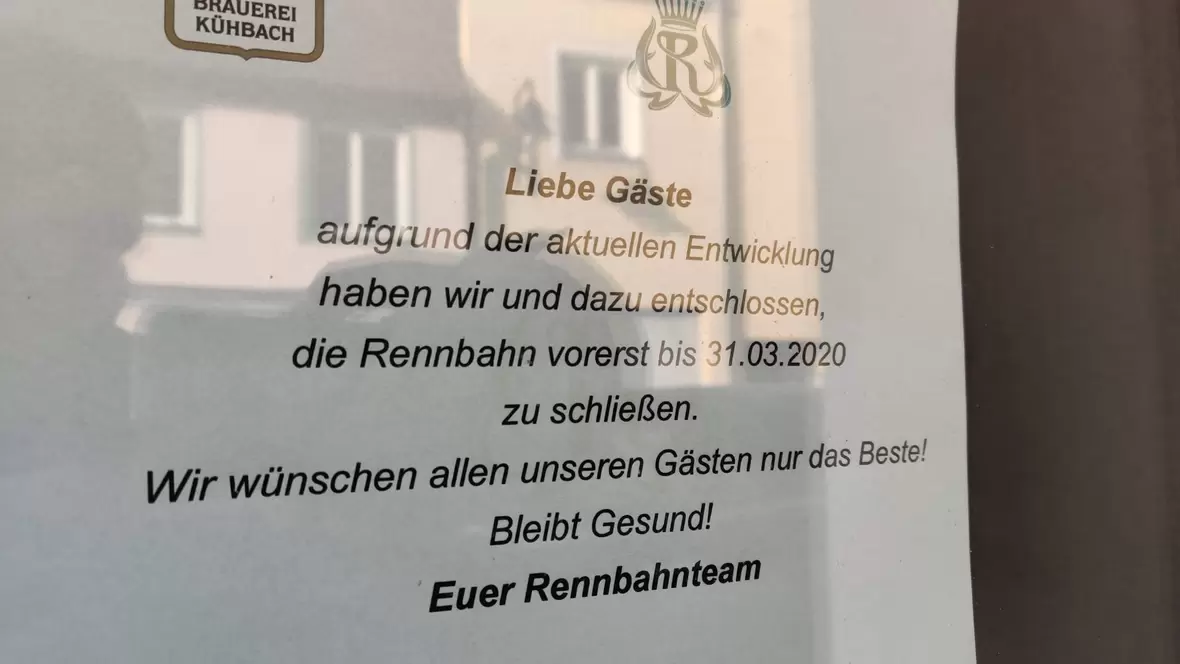 BRAUEREI
KÜHBACH
R
Liebe Gäste
aufgrund der aktuellen Entwicklung
haben wir und dazu entschlossen,
die Rennbahn vorerst bis 31.03.2020
zu schließen.
Wir wünschen allen unseren Gästen nur das Beste!
Bleibt Gesund!
Euer Rennbahnteam